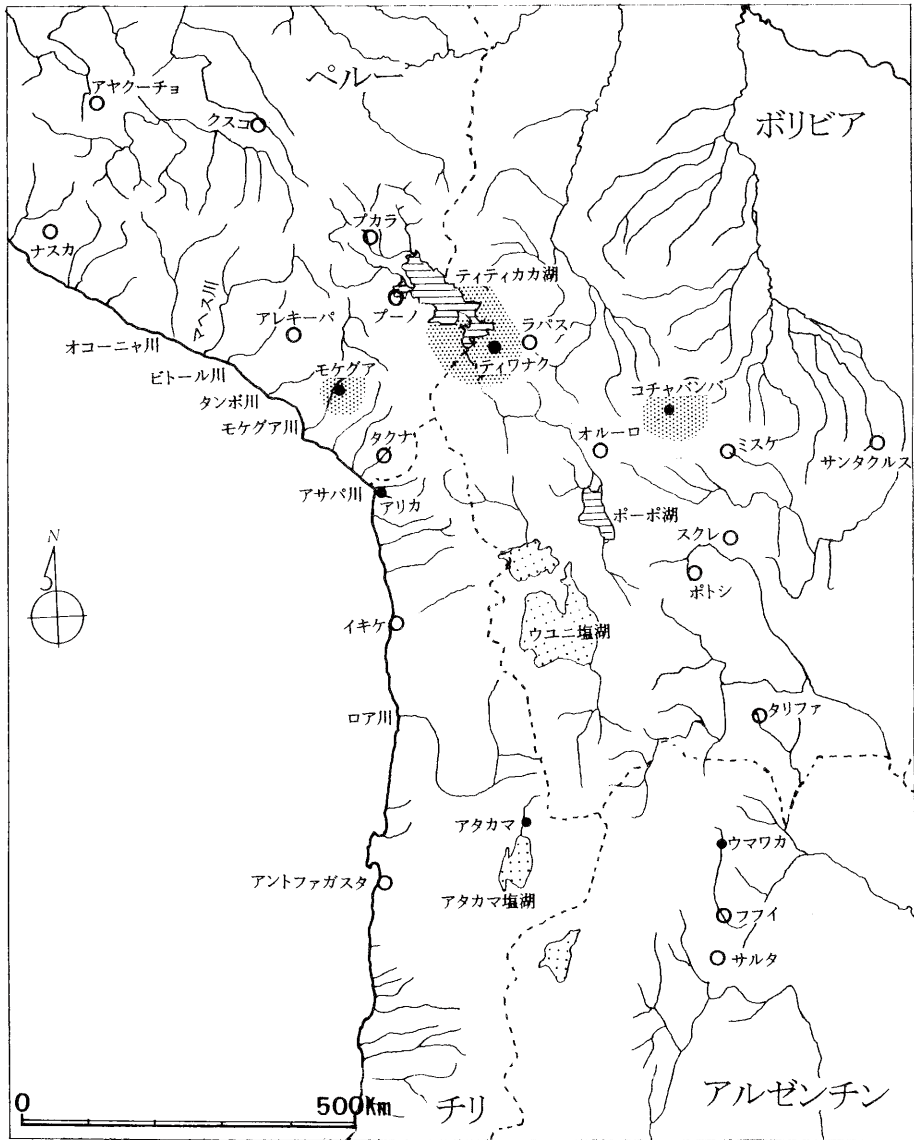 ペルー
アヤクーチョ
クスコ
ボリビア
ナスカ
プカラ
ティティカカ湖
プーノ
マヘス川
アレキーパ
ラパス
オコーニャ川
ティワナク
ビトール川
モケグア
タンボ川
コチャバンバ
モケグア川
タクナ
オルーロ
ミスケ
サンタクルス
アサパ川
アリカ
ポーポ湖
スクレ
N
ポトシ
イキケ
ウユニ塩湖
ロア川
タリファ
アタカマ
ウマワカ
アントファガスタ
アタカマ塩湖
フフイ
サルタ
0 500Km
チリ
アルゼンチン